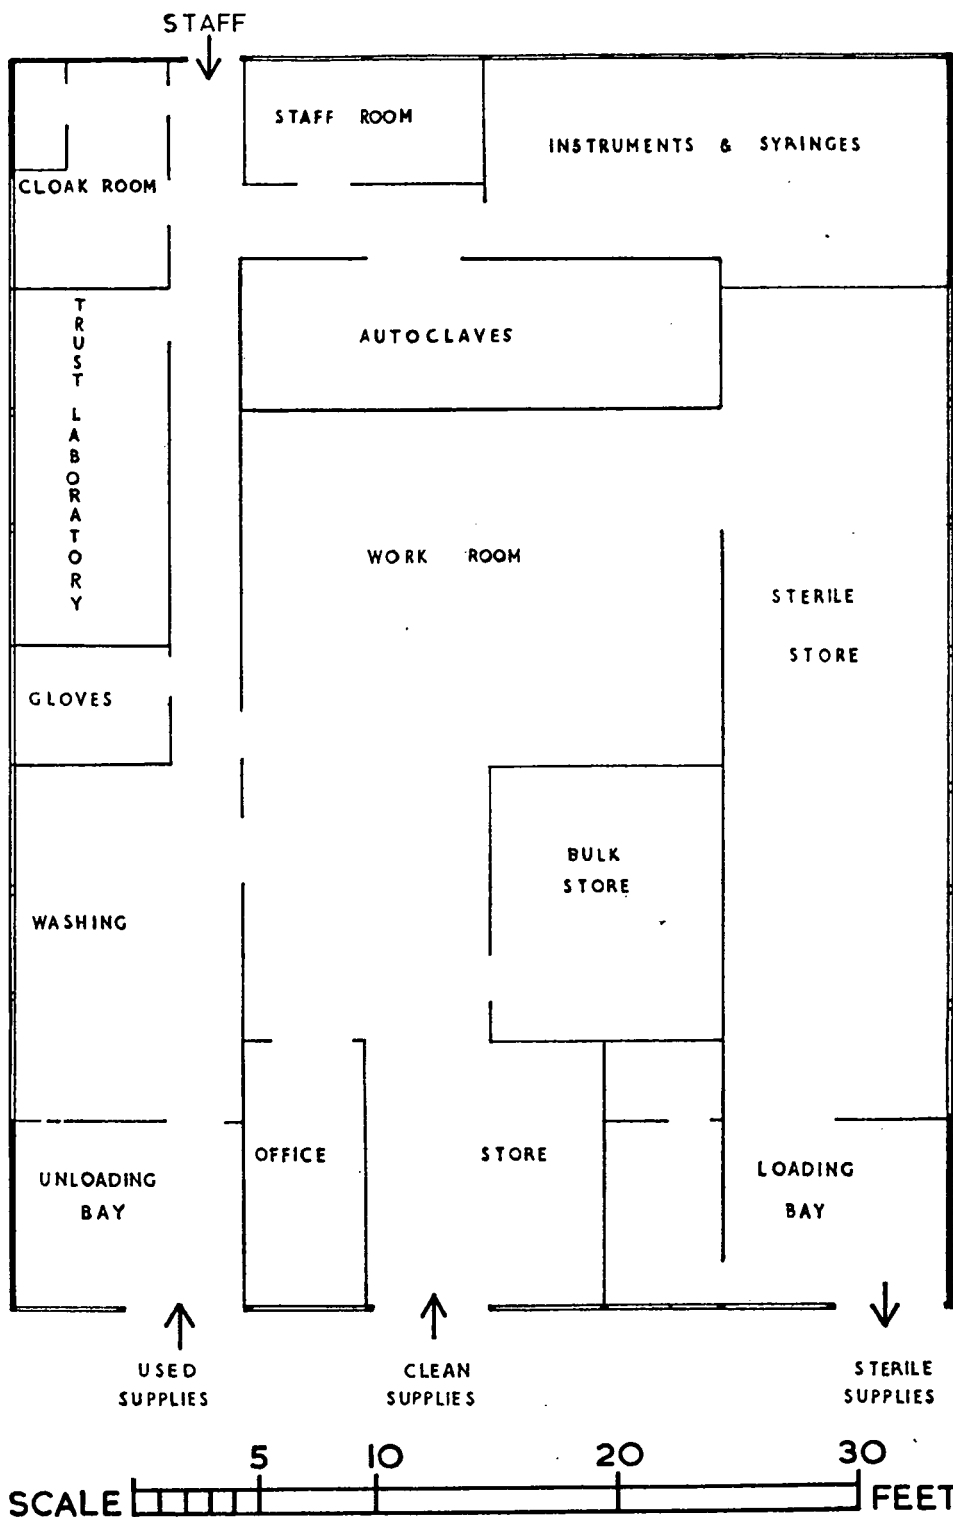 STAFF
STAFF ROOM
INSTRUMENTS & SYRINGES
CLOAK ROOM
TRUST LABORATORY
AUTOCLAVES
WORK ROOM
STERILE
STORE
GLOVES
BULK
STORE
WASHING
OFFICE
STORE
UNLOADING
BAY
LOADING
BAY
USED
SUPPLIES
CLEAN
SUPPLIES
STERILE
SUPPLIES
5 10 20 30
SCALE FEET